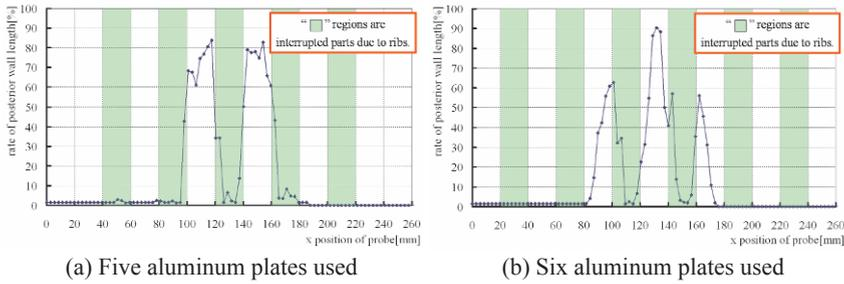 rate of posterior wall length[%]
100
90
80
70
60
50
40
30
20
10
0
0 20 40 60 80 100 120 140 160 180 200 220 240 260
x position of probe[mm]
“ ” regions are
interrupted parts due to ribs.
(a) Five aluminum plates used
rate of posterior wall length[%]
100
90
80
70
60
50
40
30
20
10
0
0 20 40 60 80 100 120 140 160 180 200 220 240 260
x position of probe[mm]
“ ” regions are
interrupted parts due to ribs.
(b) Six aluminum plates used